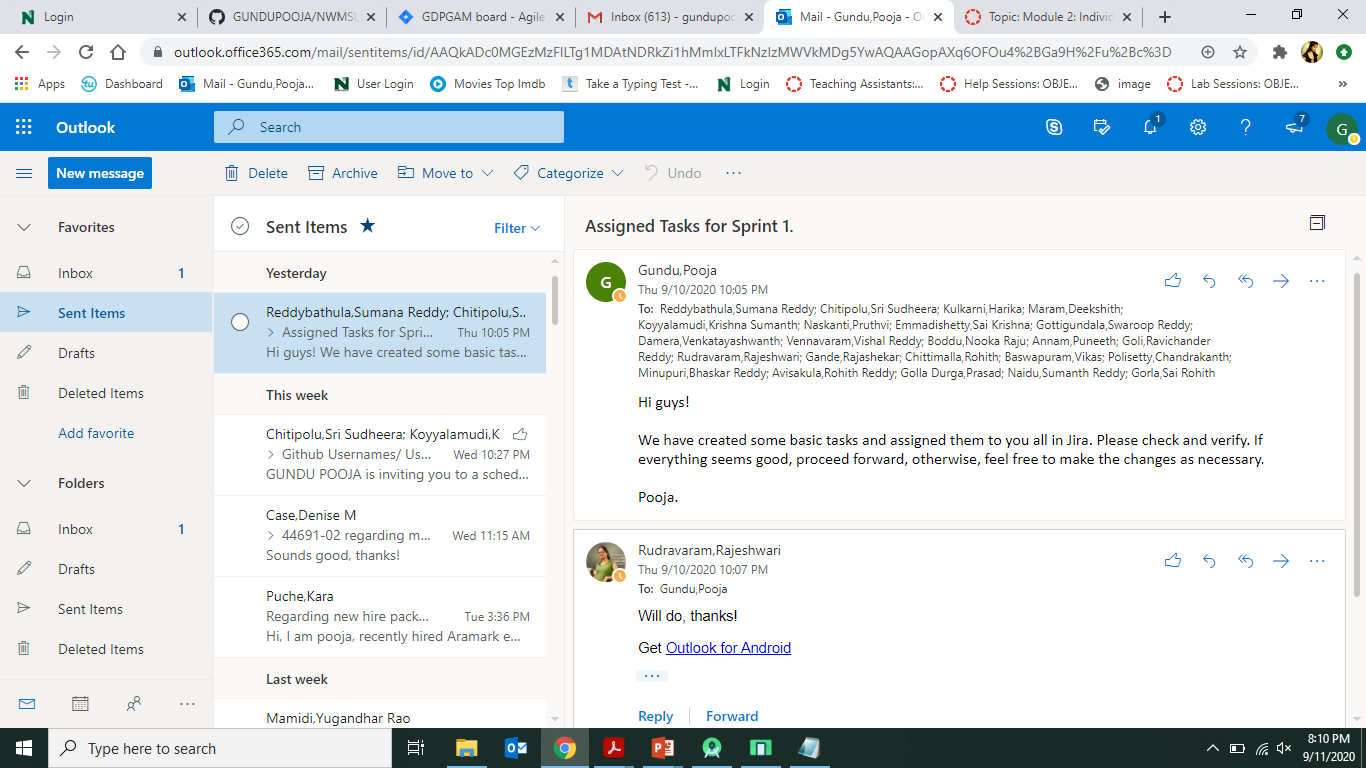 Login
GUNDUPOOJA/NWMSU
GDPGAM board - Agile
Inbox (613) - gundupoo
Mail - Gundu,Pooja - O
Topic: Module 2: Individ
outlook.office365.com/mail/sentitems/id/AAQkADc0MGEzMzFlLTg1MDAtNDRkZi1hMmIxLTFkNzIzMWVkMDg5YwAQAAGopAXq6OFOu4%2BGa9H%2Fu%2Bc%3D
Apps
Dashboard
Mail - Gundu,Pooja...
User Login
Movies Top Imdb
Take a Typing Test -...
Login
Teaching Assistants:...
Help Sessions: OBJE...
image
Lab Sessions: OBJE...
Outlook
Search
1
7
G
New message
Delete
Archive
Move to
Categorize
Undo
Favorites
Inbox 1
Sent Items
Drafts
Deleted Items
Add favorite
Folders
Inbox 1
Drafts
Sent Items
Deleted Items
Sent Items
Filter
Yesterday
Reddybathula,Sumana Reddy; Chitipolu,S..
Assigned Tasks for Spri... Thu 10:05 PM
Hi guys! We have created some basic tas...
This week
Chitipolu,Sri Sudheera; Koyyalamudi,K
Github Usernames/ Us... Wed 10:27 PM
GUNDU POOJA is inviting you to a sched...
Case,Denise M
44691-02 regarding m... Wed 11:15 AM
Sounds good, thanks!
Puche,Kara
Regarding new hire pack... Tue 3:36 PM
Hi, I am pooja, recently hired Aramark e...
Last week
Mamidi,Yugandhar Rao
Assigned Tasks for Sprint 1.
G
Gundu,Pooja
Thu 9/10/2020 10:05 PM
To: Reddybathula,Sumana Reddy; Chitipolu,Sri Sudheera; Kulkarni,Harika; Maram,Deekshith;
Koyyalamudi,Krishna Sumanth; Naskanti,Pruthvi; Emmadishetty,Sai Krishna; Gottigundala,Swaroop Reddy;
Damera,Venkatayashwanth; Vennavaram,Vishal Reddy; Boddu,Nooka Raju; Annam,Puneeth; Goli,Ravichander
Reddy; Rudravaram,Rajeshwari; Gande,Rajashekar; Chittimalla,Rohith; Baswapuram,Vikas; Polisetty,Chandrakanth;
Minupuri,Bhaskar Reddy; Avisakula,Rohith Reddy; Golla Durga,Prasad; Naidu,Sumanth Reddy; Gorla,Sai Rohith
Hi guys!
We have created some basic tasks and assigned them to you all in Jira. Please check and verify. If
everything seems good, proceed forward, otherwise, feel free to make the changes as necessary.
Pooja.
Rudravaram,Rajeshwari
Thu 9/10/2020 10:07 PM
To: Gundu,Pooja
Will do, thanks!
Get Outlook for Android
Reply
Forward
Type here to search
8:10 PM
9/11/2020